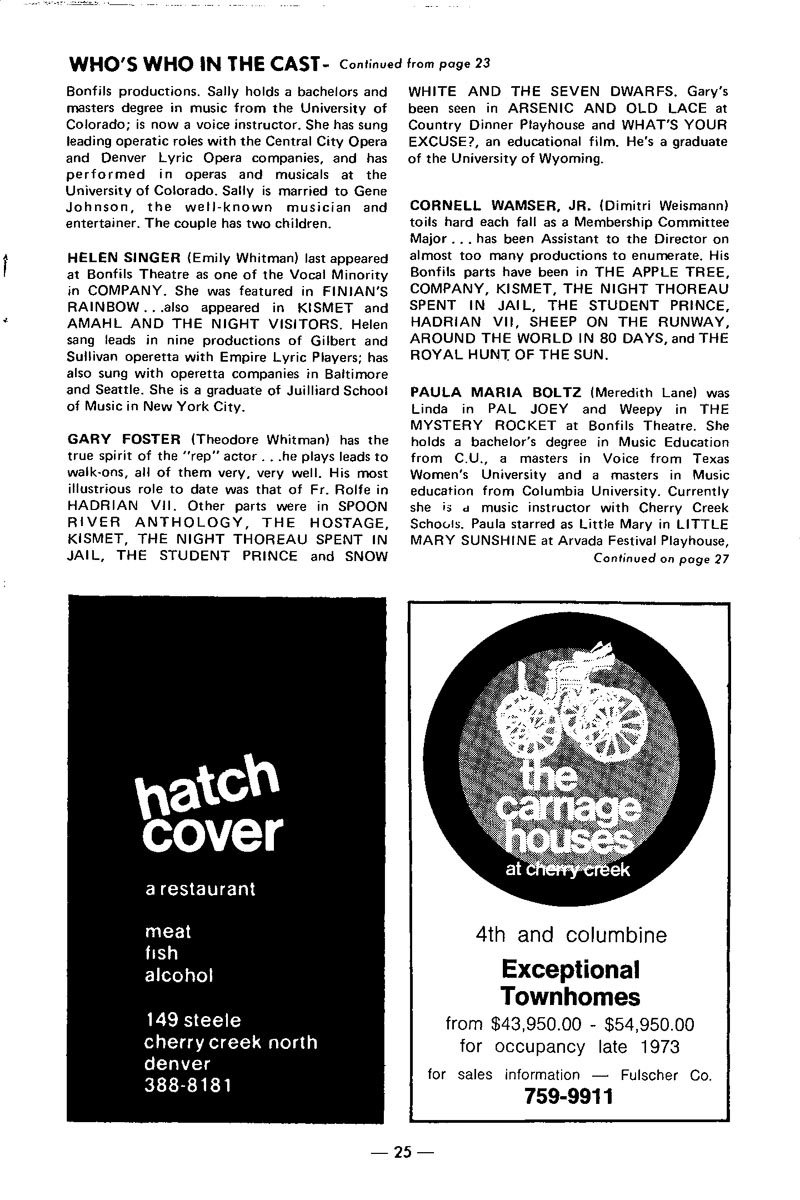 WHO'S WHO IN THE CAST- Continued from page 23
Bonfils productions. Sally holds a bachelors and
masters degree in music from the University of
Colorado; is now a voice instructor. She has sung
leading operatic roles with the Central City Opera
and Denver Lyric Opera companies, and has
performed in operas and musicals at the
University of Colorado. Sally is married to Gene
Johnson, the well-known musician and
entertainer. The couple has two children.
HELEN SINGER (Emily Whitman) last appeared
at Bonfils Theatre as one of the Vocal Minority
in COMPANY. She was featured in FINIAN'S
RAINBOW . . .also appeared in KISMET and
AMAHL AND THE NIGHT VISITORS. Helen
sang leads in nine productions of Gilbert and
Sullivan operetta with Empire Lyric Players; has
also sung with operetta companies in Baltimore
and Seattle. She is a graduate of Juilliard School
of Music in New York City.
GARY FOSTER (Theodore Whitman) has the
true spirit of the "rep" actor . . .he plays leads to
walk-ons, all of them very, very well. His most
illustrious role to date was that of Fr. Rolfe in
HADRIAN VII. Other parts were in SPOON
RIVER ANTHOLOGY, THE HOSTAGE,
KISMET, THE NIGHT THOREAU SPENT IN
JAIL, THE STUDENT PRINCE and SNOW
WHITE AND THE SEVEN DWARFS. Gary's
been seen in ARSENIC AND OLD LACE at
Country Dinner Playhouse and WHAT'S YOUR
EXCUSE?, an educational film. He's a graduate
of the University of Wyoming.
CORNELL WAMSER, JR. (Dimitri Weismann)
toils hard each fall as a Membership Committee
Major . . . has been Assistant to the Director on
almost too many productions to enumerate. His
Bonfils parts have been in THE APPLE TREE,
COMPANY, KISMET, THE NIGHT THOREAU
SPENT IN JAIL, THE STUDENT PRINCE,
HADRIAN VII, SHEEP ON THE RUNWAY,
AROUND THE WORLD IN 80 DAYS, and THE
ROYAL HUNT OF THE SUN.
PAULA MARIA BOLTZ (Meredith Lane) was
Linda in PAL JOEY and Weepy in THE
MYSTERY ROCKET at Bonfils Theatre. She
holds a bachelor's degree in Music Education
from C.U., a masters in Voice from Texas
Women's University and a masters in Music
education from Columbia University. Currently
she is a music instructor with Cherry Creek
Schools. Paula starred as Little Mary in LITTLE
MARY SUNSHINE at Arvada Festival Playhouse,
Continued on page 27
hatch
cover
a restaurant
meat
fish
alcohol
149 steele
cherry creek north
denver
388-8181
the
carriage
houses
at cherry creek
4th and columbine
Exceptional
Townhomes
from $43,950.00 - $54,950.00
for occupancy late 1973
for sales information — Fulscher Co.
759-9911
— 25 —